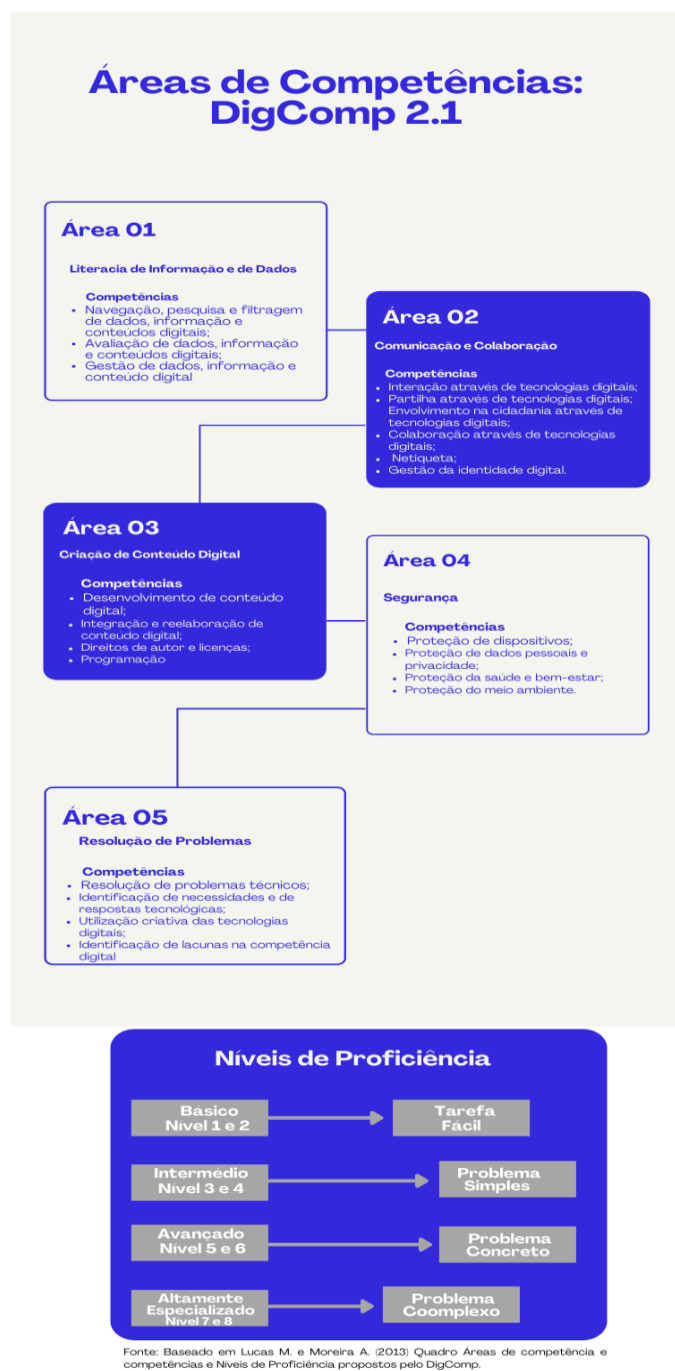 Áreas de Competências:
DigComp 2.1
Área 01
Literacia de Informação e de Dados
Competências
• Navegação, pesquisa e filtragem
de dados, informação e
conteúdos digitais;
• Avaliação de dados, informação
e conteúdos digitais;
• Gestão de dados, informação e
conteúdo digital
Área 02
Comunicação e Colaboração
Competências
• Interação através de tecnologias digitais;
• Partilha através de tecnologias digitais;
Envolvimento na cidadania através de
tecnologias digitais;
• Colaboração através de tecnologias
digitais;
• Netiqueta;
• Gestão da identidade digital.
Área 03
Criação de Conteúdo Digital
Competências
• Desenvolvimento de conteúdo
digital;
• Integração e reelaboração de
conteúdo digital;
• Direitos de autor e licenças;
• Programação
Área 04
Segurança
Competências
• Proteção de dispositivos;
• Proteção de dados pessoais e
privacidade;
• Proteção da saúde e bem-estar;
• Proteção do meio ambiente.
Área 05
Resolução de Problemas
Competências
• Resolução de problemas técnicos;
• Identificação de necessidades e de
respostas tecnológicas;
• Utilização criativa das tecnologias
digitais;
• Identificação de lacunas na competência
digital
Níveis de Proficiência
Básico
Nível 1 e 2
Tarefa
Fácil
Intermédio
Nível 3 e 4
Problema
Simples
Avançado
Nível 5 e 6
Problema
Concreto
Altamente
Especializado
Nível 7 e 8
Problema
Coomplexo
Fonte: Baseado em Lucas M. e Moreira A. (2013) Quadro Áreas de competência e
competências e Níveis de Proficiência propostos pelo DigComp.